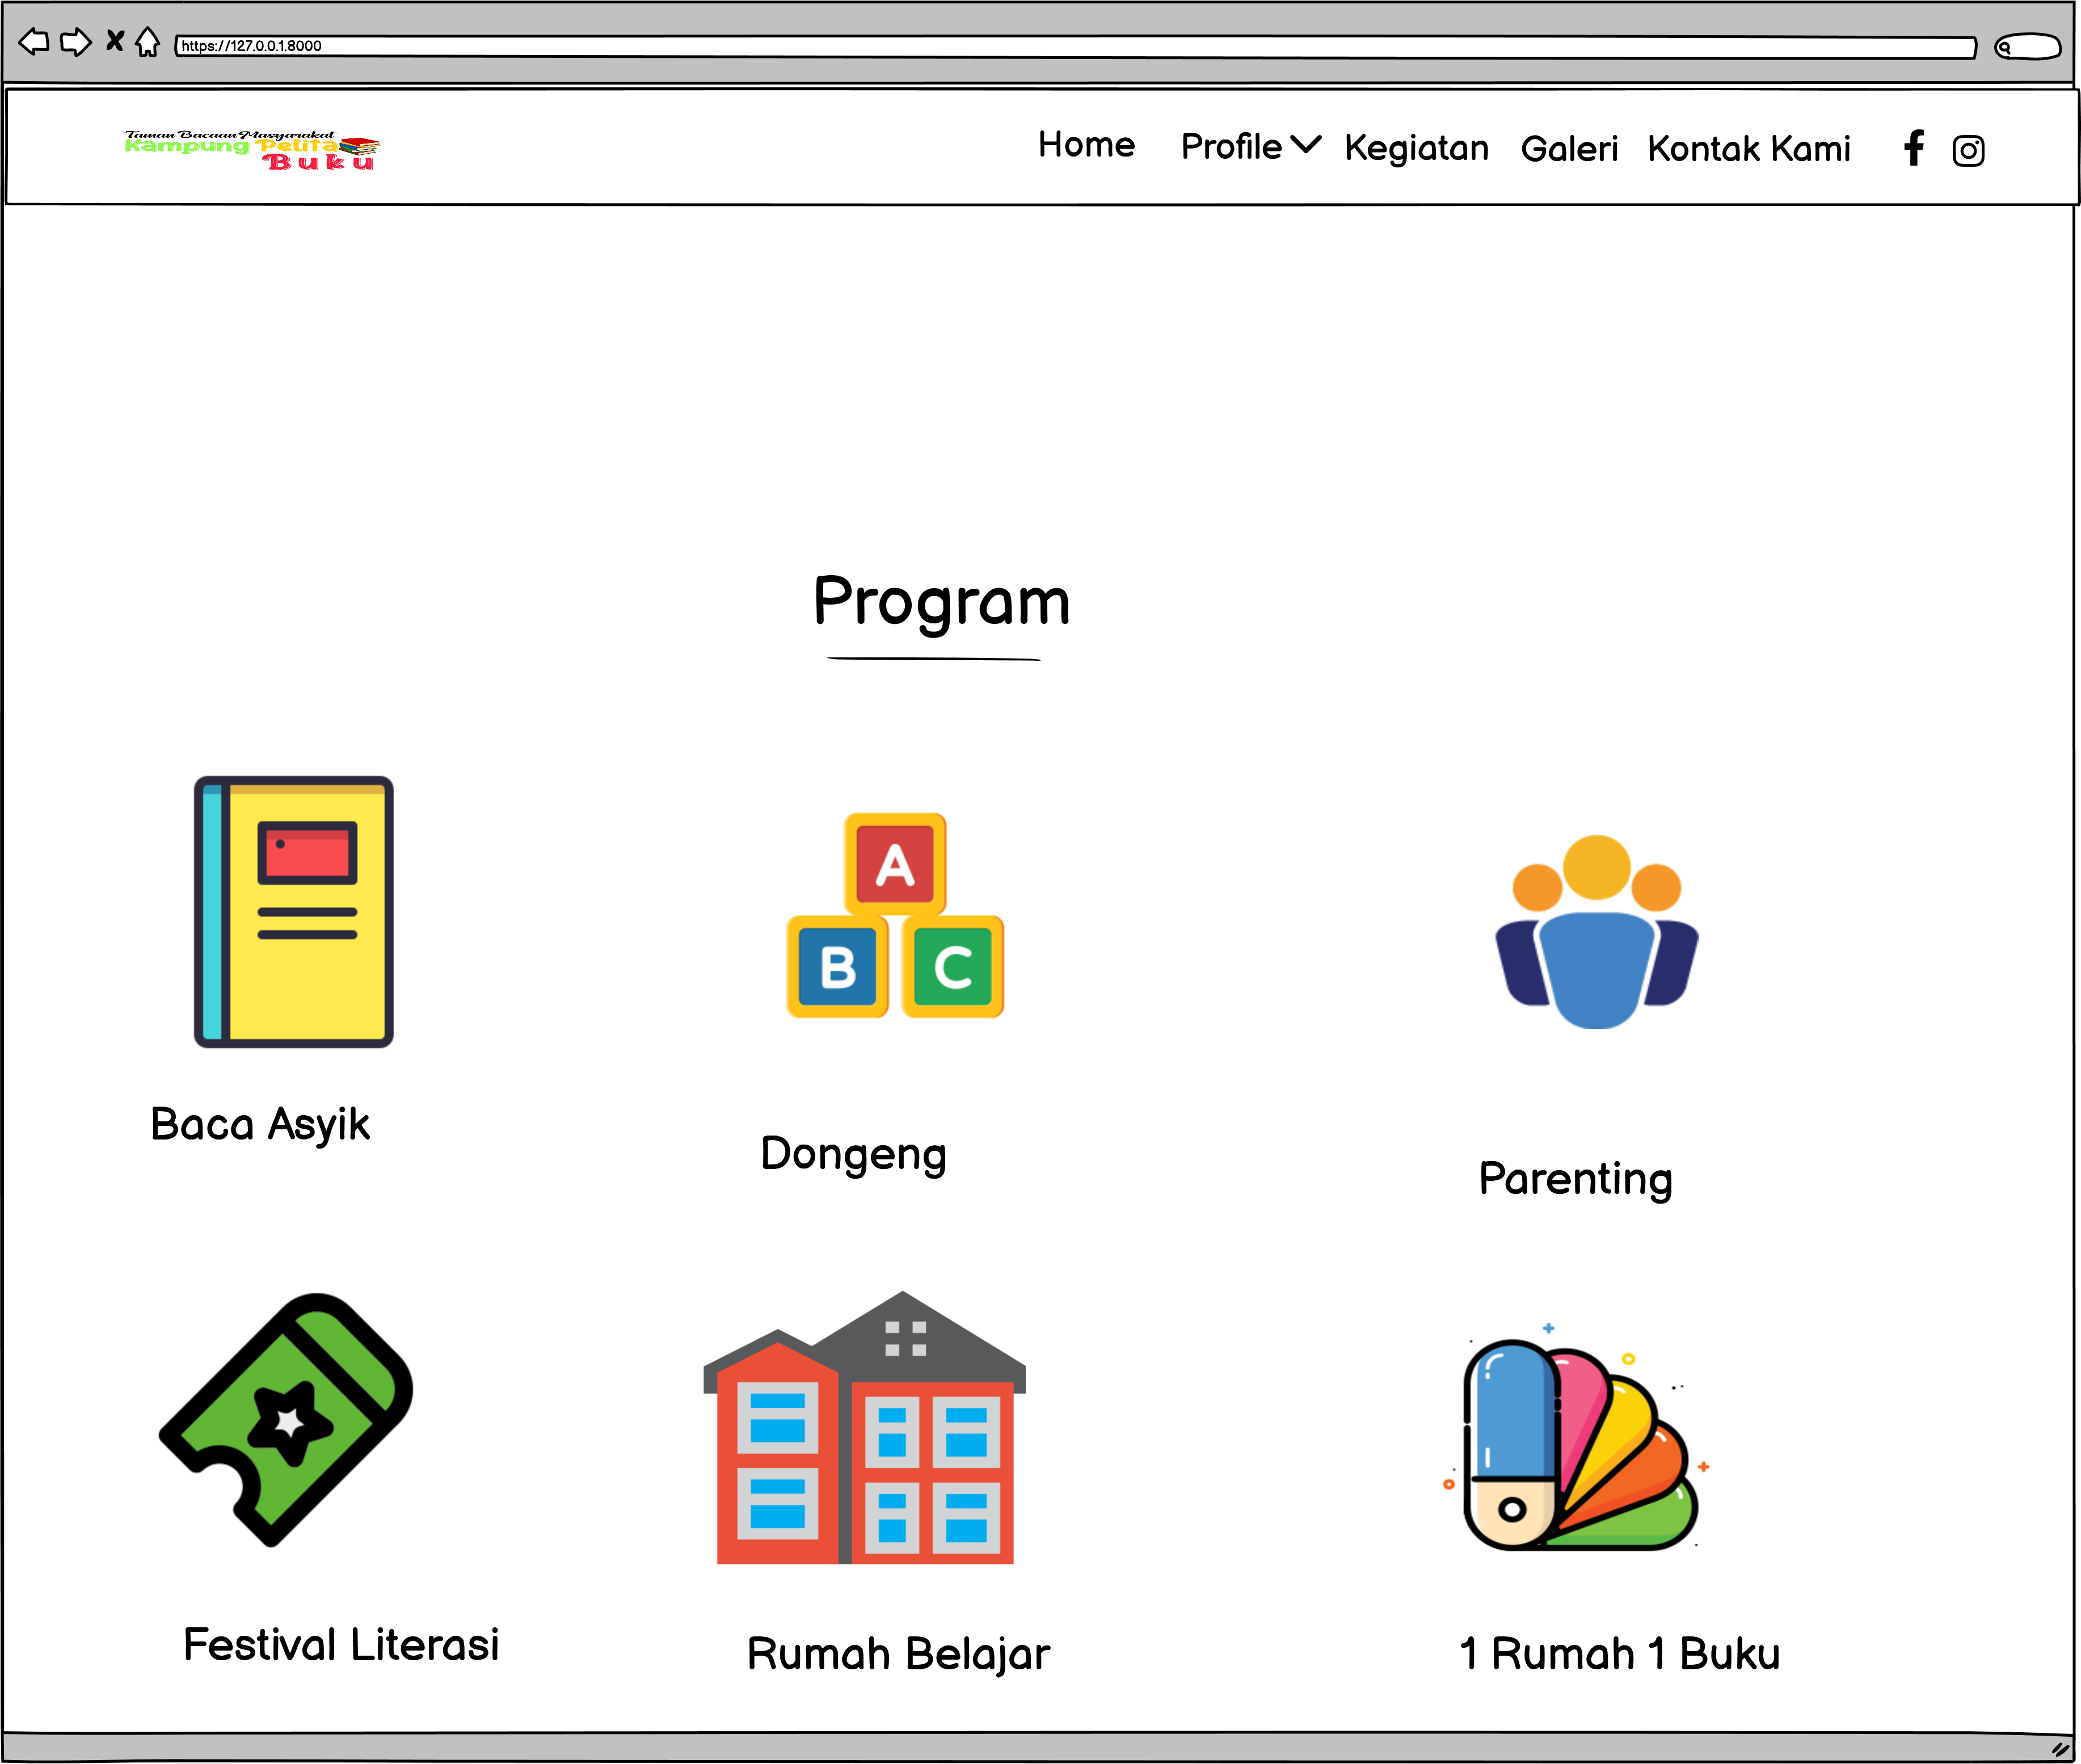 https://127.0.0.1.8000
Taman Bacaan Masyarakat
Kampung Pelita
Buku
Home Profile Kegiatan Galeri Kontak Kami
Program
A
B C
Baca Asyik
Dongeng
Parenting
Festival Literasi
Rumah Belajar
1 Rumah 1 Buku